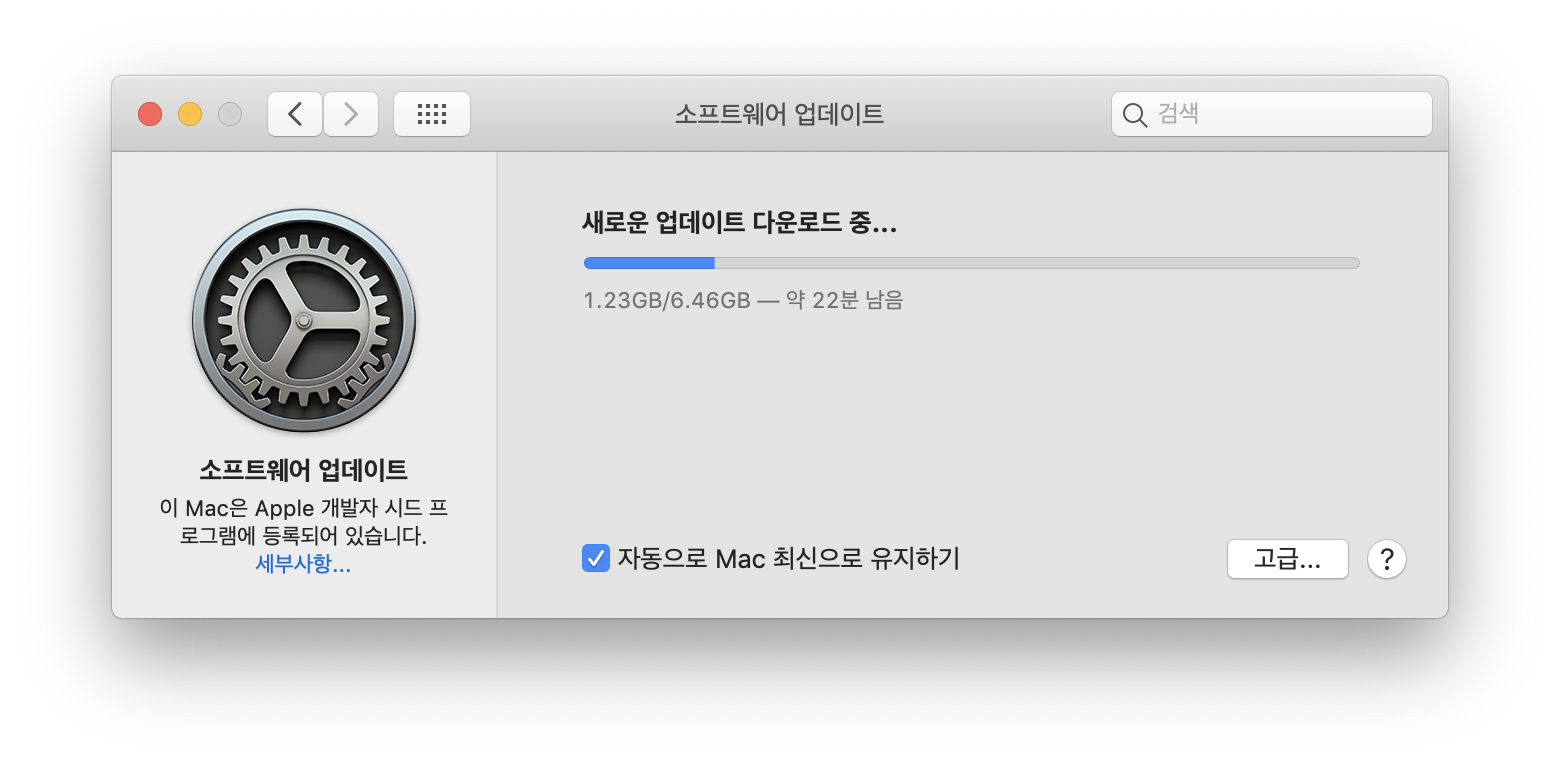 소프트웨어 업데이트
검색
새로운 업데이트 다운로드 중...
1.23GB/6.46GB — 약 22분 남음
소프트웨어 업데이트
이 Mac은 Apple 개발자 시드 프
로그램에 등록되어 있습니다.
세부사항...
자동으로 Mac 최신으로 유지하기
고급...
?